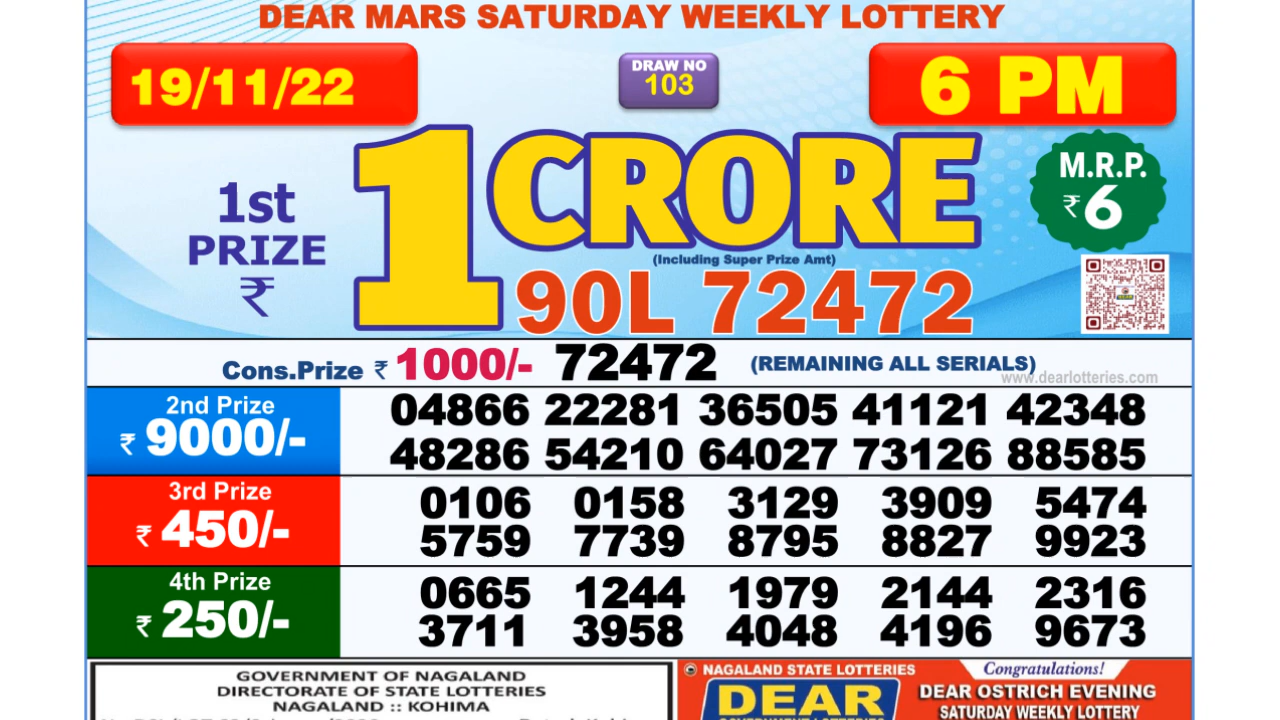 DEAR MARS SATURDAY WEEKLY LOTTERY
19/11/22
DRAW NO
103
6 PM
1st
PRIZE
₹
1 CRORE
(Including Super Prize Amt)
90L 72472
M.R.P.
₹6
Cons.Prize ₹ 1000/- 72472 (REMAINING ALL SERIALS)
www.dearlotteries.com
2nd Prize
₹ 9000/-
04866 22281 36505 41121 42348
48286 54210 64027 73126 88585
3rd Prize
₹ 450/-
0106 0158 3129 3909 5474
5759 7739 8795 8827 9923
4th Prize
₹ 250/-
0665 1244 1979 2144 2316
3711 3958 4048 4196 9673
GOVERNMENT OF NAGALAND
DIRECTORATE OF STATE LOTTERIES
NAGALAND :: KOHIMA
NAGALAND STATE LOTTERIES
DEAR
Congratulations!
DEAR OSTRICH EVENING
SATURDAY WEEKLY LOTTERY